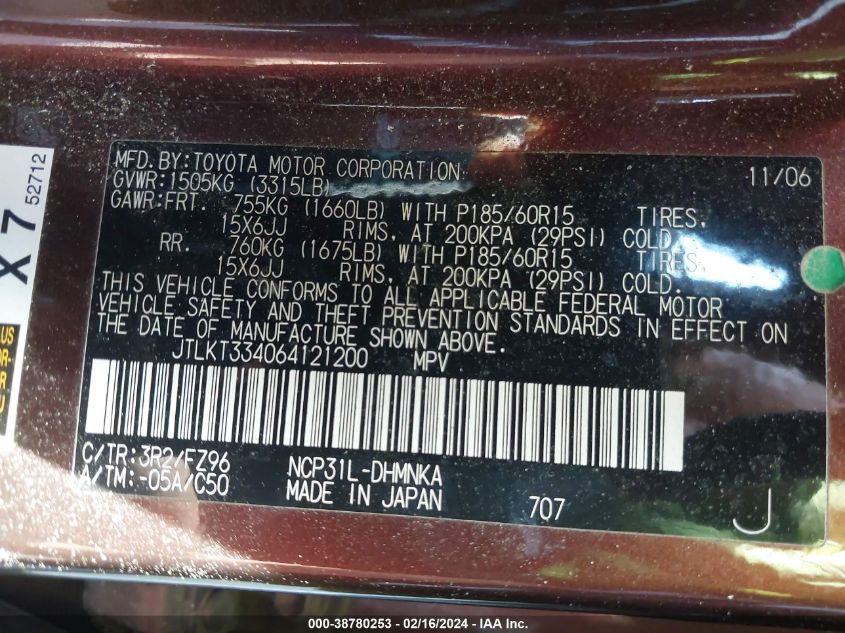 MFD. BY:TOYOTA MOTOR CORPORATION 11/06
GVWR:1505KG (3315LB)
GAWR:FRT. 755KG (1660LB) WITH P185/60R15 TIRES,
15X6JJ RIMS, AT 200KPA (29PSI) COLD.
RR. 760KG (1675LB) WITH P185/60R15 TIRES,
15X6JJ RIMS, AT 200KPA (29PSI) COLD.
THIS VEHICLE CONFORMS TO ALL APPLICABLE FEDERAL MOTOR
VEHICLE SAFETY AND THEFT PREVENTION STANDARDS IN EFFECT ON
THE DATE OF MANUFACTURE SHOWN ABOVE.
JTLKT334064121200 MPV
C/TR:3R2/FZ96 NCP31L-DHMNKA
A/TM:-05A/C50 MADE IN JAPAN 707 J
X7
52712
000-38780253 - 02/16/2024 - IAA Inc.